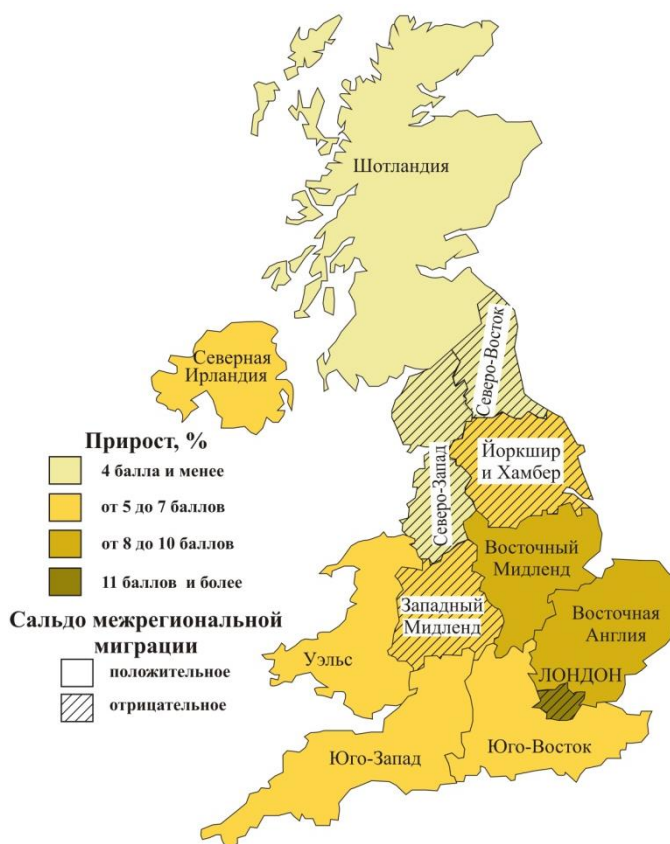 Шотландия
Северная
Ирландия
Северо-Восток
Прирост, %
4 балла и менее
от 5 до 7 баллов
от 8 до 10 баллов
11 баллов и более
Сальдо межрегиональной
миграции
положительное
отрицательное
Йоркшир
и Хамбер
Северо-Запад
Восточный
Мидленд
Западный
Мидленд
Восточная
Англия
Уэльс
ЛОНДОН
Юго-Запад
Юго-Восток